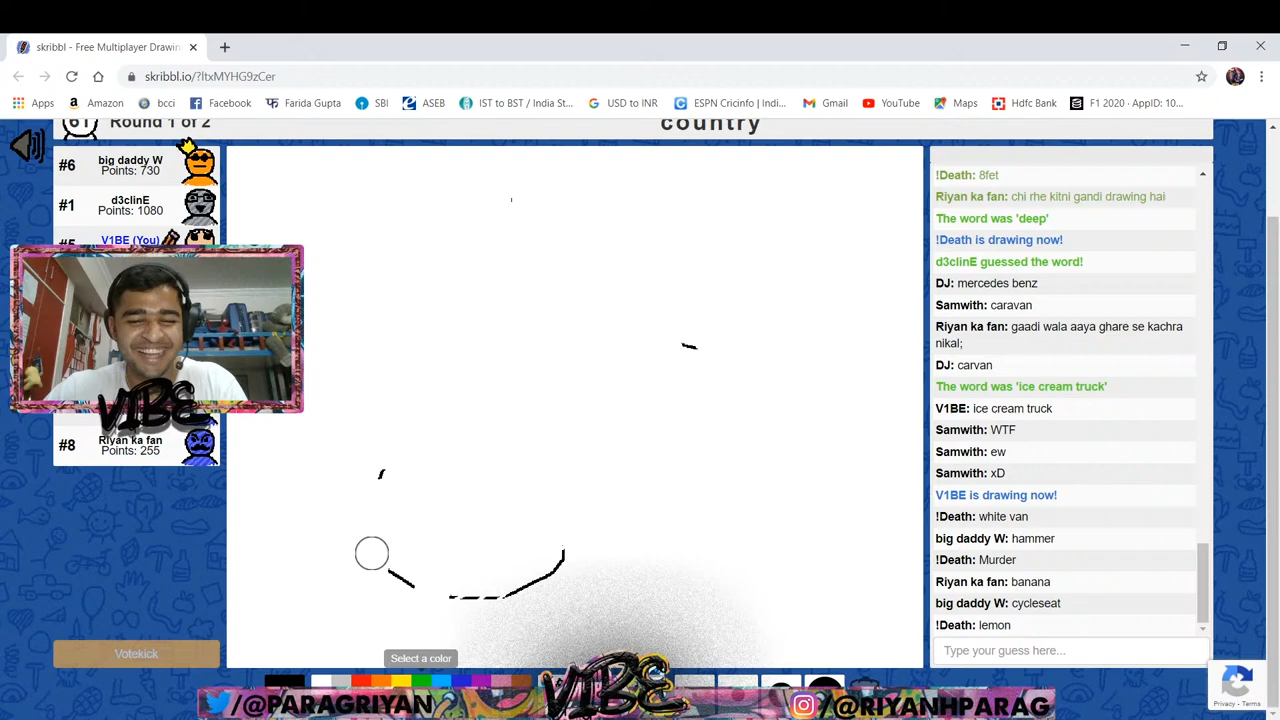 skribbl - Free Multiplayer Drawin
skribbl.io/?ltxMYHG9zCer
Apps Amazon bcci Facebook Farida Gupta SBI ASEB IST to BST / India St... USD to INR ESPN Cricinfo | Indi... Gmail YouTube Maps Hdfc Bank F1 2020 · AppID: 10...
61 Round 1 of 2
country
#6 big daddy W
Points: 730
#1 d3clinE
Points: 1080
#5 V1BE (You)
VIBE
#8 Riyan ka fan
Points: 255
Votekick
Select a color
!Death: 8fet
Riyan ka fan: chi rhe kitni gandi drawing hai
The word was 'deep'
!Death is drawing now!
d3clinE guessed the word!
DJ: mercedes benz
Samwith: caravan
Riyan ka fan: gaadi wala aaya ghare se kachra
nikal;
DJ: carvan
The word was 'ice cream truck'
V1BE: ice cream truck
Samwith: WTF
Samwith: ew
Samwith: xD
V1BE is drawing now!
!Death: white van
big daddy W: hammer
!Death: Murder
Riyan ka fan: banana
big daddy W: cycleseat
!Death: lemon
Type your guess here...
Privacy - Terms
/@PARAGRIYAN
VIBE